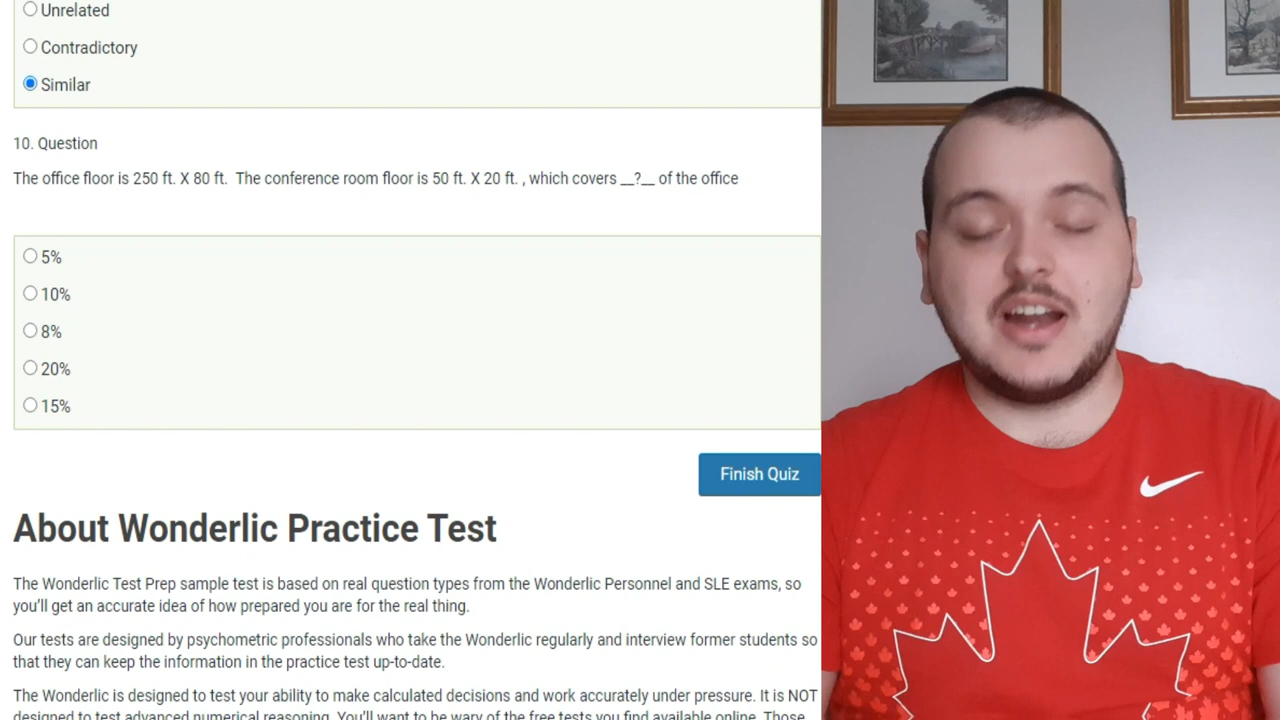 Unrelated
Contradictory
Similar
10. Question
The office floor is 250 ft. X 80 ft.  The conference room floor is 50 ft. X 20 ft. , which covers __?__ of the office
5%
10%
8%
20%
15%
Finish Quiz
About Wonderlic Practice Test
The Wonderlic Test Prep sample test is based on real question types from the Wonderlic Personnel and SLE exams, so
you'll get an accurate idea of how prepared you are for the real thing.
Our tests are designed by psychometric professionals who take the Wonderlic regularly and interview former students so
that they can keep the information in the practice test up-to-date.
The Wonderlic is designed to test your ability to make calculated decisions and work accurately under pressure. It is NOT
designed to test advanced numerical reasoning. You'll want to be wary of the free tests you find available online. Those